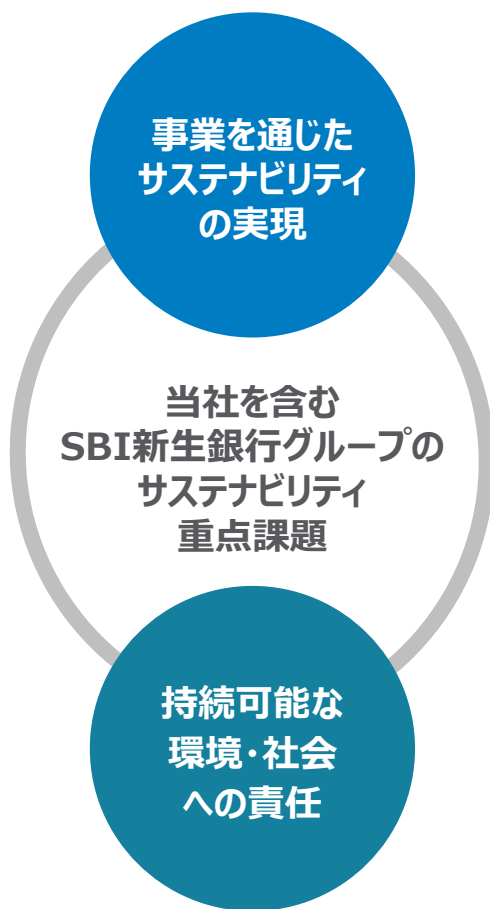 事業を通じた
サステナビリティ
の実現
当社を含む
SBI新生銀行グループの
サステナビリティ
重点課題
持続可能な
環境・社会
への責任